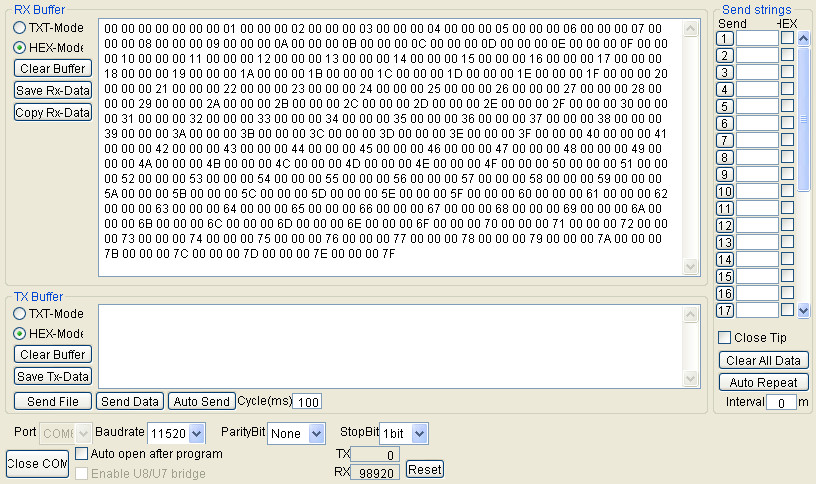 RX Buffer
TXT-Mode
HEX-Mode
Clear Buffer
Save Rx-Data
Copy Rx-Data
00 00 00 00 00 00 00 01 00 00 00 02 00 00 00 03 00 00 00 04 00 00 00 05 00 00 00 06 00 00 00 07 00
00 00 08 00 00 00 09 00 00 00 0A 00 00 00 0B 00 00 00 0C 00 00 00 0D 00 00 00 0E 00 00 00 0F 00 00
00 10 00 00 00 11 00 00 00 12 00 00 00 13 00 00 00 14 00 00 00 15 00 00 00 16 00 00 00 17 00 00 00
18 00 00 00 19 00 00 00 1A 00 00 00 1B 00 00 00 1C 00 00 00 1D 00 00 00 1E 00 00 00 1F 00 00 00 20
00 00 00 21 00 00 00 22 00 00 00 23 00 00 00 24 00 00 00 25 00 00 00 26 00 00 00 27 00 00 00 28 00
00 00 29 00 00 00 2A 00 00 00 2B 00 00 00 2C 00 00 00 2D 00 00 00 2E 00 00 00 2F 00 00 00 30 00 00
00 31 00 00 00 32 00 00 00 33 00 00 00 34 00 00 00 35 00 00 00 36 00 00 00 37 00 00 00 38 00 00 00
39 00 00 00 3A 00 00 00 3B 00 00 00 3C 00 00 00 3D 00 00 00 3E 00 00 00 3F 00 00 00 40 00 00 00 41
00 00 00 42 00 00 00 43 00 00 00 44 00 00 00 45 00 00 00 46 00 00 00 47 00 00 00 48 00 00 00 49 00
00 00 4A 00 00 00 4B 00 00 00 4C 00 00 00 4D 00 00 00 4E 00 00 00 4F 00 00 00 50 00 00 00 51 00 00
00 52 00 00 00 53 00 00 00 54 00 00 00 55 00 00 00 56 00 00 00 57 00 00 00 58 00 00 00 59 00 00 00
5A 00 00 00 5B 00 00 00 5C 00 00 00 5D 00 00 00 5E 00 00 00 5F 00 00 00 60 00 00 00 61 00 00 00 62
00 00 00 63 00 00 00 64 00 00 00 65 00 00 00 66 00 00 00 67 00 00 00 68 00 00 00 69 00 00 00 6A 00
00 00 6B 00 00 00 6C 00 00 00 6D 00 00 00 6E 00 00 00 6F 00 00 00 70 00 00 00 71 00 00 00 72 00 00
00 73 00 00 00 74 00 00 00 75 00 00 00 76 00 00 00 77 00 00 00 78 00 00 00 79 00 00 00 7A 00 00 00
7B 00 00 00 7C 00 00 00 7D 00 00 00 7E 00 00 00 7F
TX Buffer
TXT-Mode
HEX-Mode
Clear Buffer
Save Tx-Data
Send File Send Data Auto Send Cycle(ms) 100
Port COM6 Baudrate 11520 ParityBit None StopBit 1bit
Close COM
Auto open after program
Enable U8/U7 bridge
TX 0
RX 98920 Reset
Send strings
Send HEX
1
2
3
4
5
6
7
8
9
10
11
12
13
14
15
16
17
Close Tip
Clear All Data
Auto Repeat
Interval 0 m